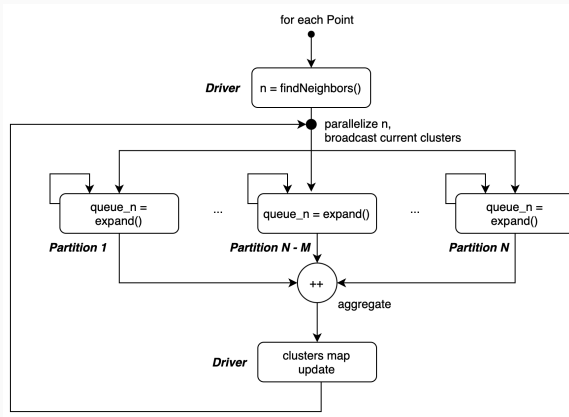 for each Point
Driver
n = findNeighbors()
parallelize n,
broadcast current clusters
queue_n =
expand()
...
queue_n = expand()
...
queue_n =
expand()
Partition 1
Partition N - M
Partition N
++
aggregate
Driver
clusters map
update